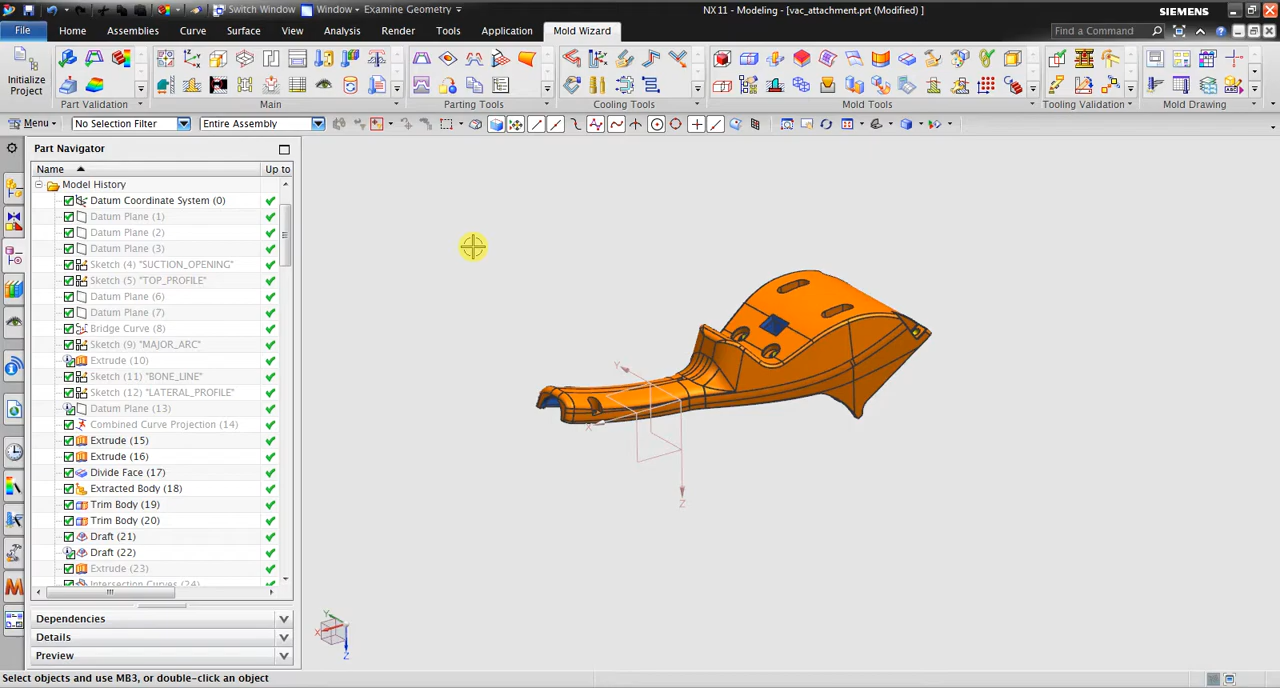 Switch Window
Window
Examine Geometry
NX 11 - Modeling - [vac_attachment.prt (Modified) ]
SIEMENS
File
Home
Assemblies
Curve
Surface
View
Analysis
Render
Tools
Application
Mold Wizard
Find a Command
Initialize
Project
Part Validation
Main
Parting Tools
Cooling Tools
Mold Tools
Tooling Validation
Mold Drawing
Menu
No Selection Filter
Entire Assembly
Part Navigator
Name
Up to
Model History
Datum Coordinate System (0)
Datum Plane (1)
Datum Plane (2)
Datum Plane (3)
Sketch (4) "SUCTION_OPENING"
Sketch (5) "TOP_PROFILE"
Datum Plane (6)
Datum Plane (7)
Bridge Curve (8)
Sketch (9) "MAJOR_ARC"
Extrude (10)
Sketch (11) "BONE_LINE"
Sketch (12) "LATERAL_PROFILE"
Datum Plane (13)
Combined Curve Projection (14)
Extrude (15)
Extrude (16)
Divide Face (17)
Extracted Body (18)
Trim Body (19)
Trim Body (20)
Draft (21)
Draft (22)
Extrude (23)
Intersection Curves (24)
Dependencies
Details
Preview
Y
X
Z
Y
X
Z
Select objects and use MB3, or double-click an object